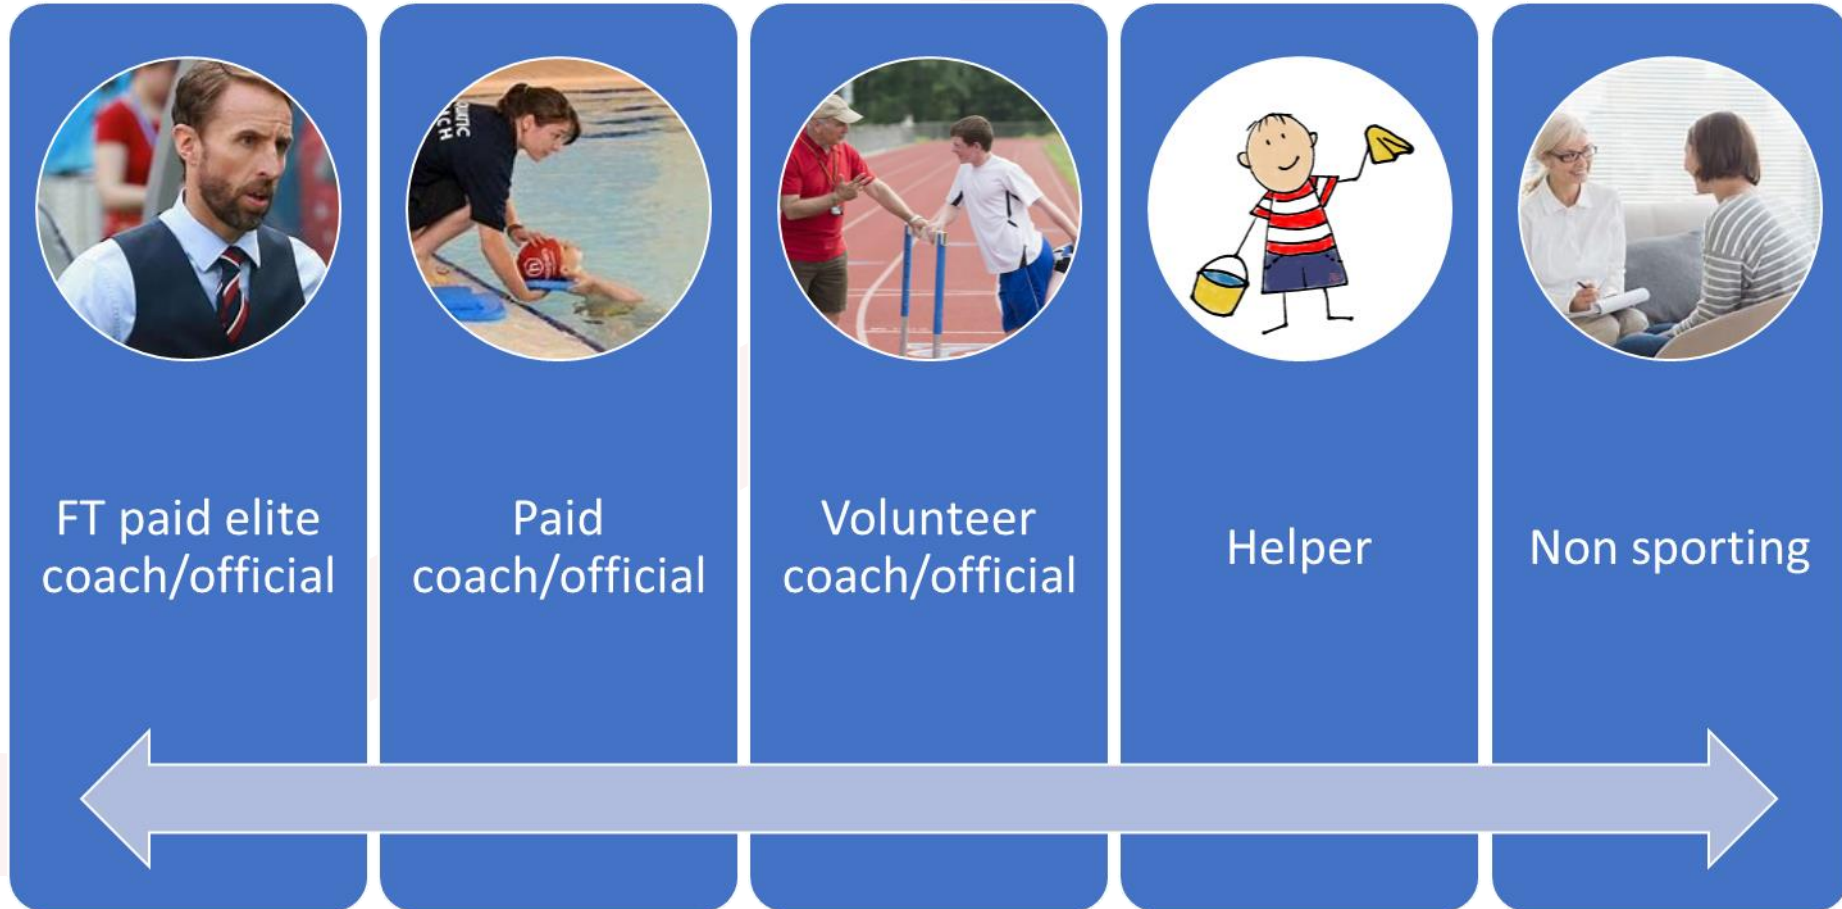 FT paid elite
coach/official
Paid
coach/official
Volunteer
coach/official
Helper
Non sporting